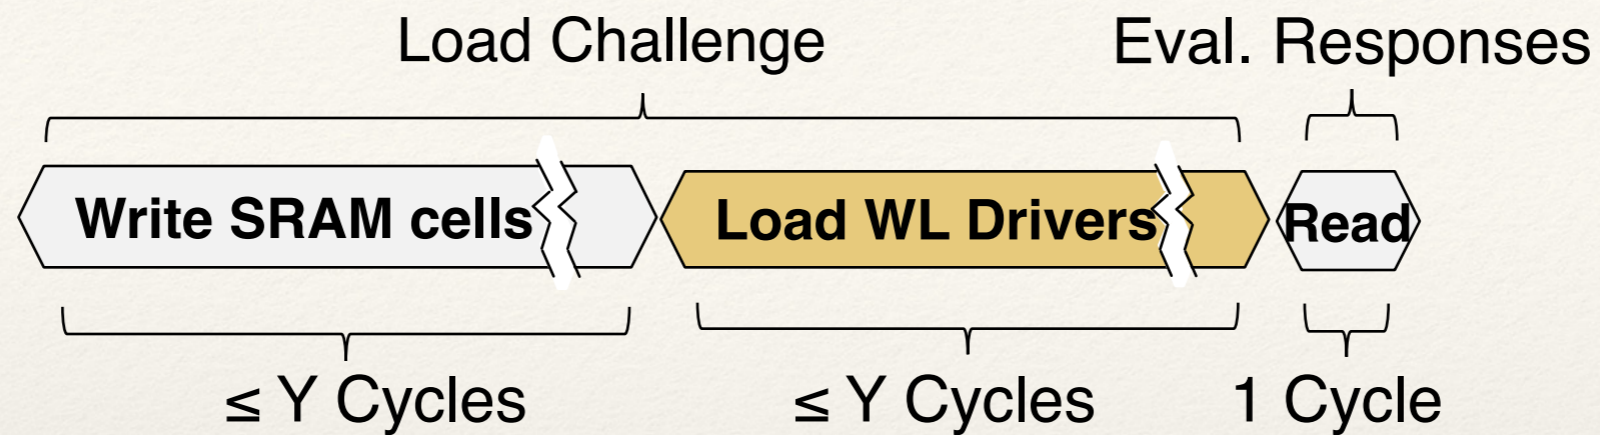 Load Challenge
Eval. Responses
Write SRAM cells
Load WL Drivers
Read
≤ Y Cycles
≤ Y Cycles
1 Cycle